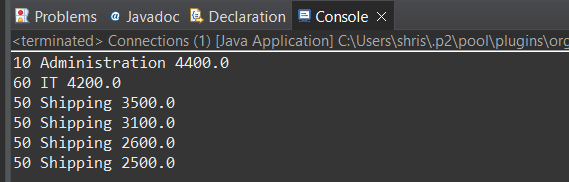 Problems @ Javadoc Declaration Console
<terminated> Connections (1) [Java Application] C:\Users\shris\.p2\pool\plugins\org
10 Administration 4400.0
60 IT 4200.0
50 Shipping 3500.0
50 Shipping 3100.0
50 Shipping 2600.0
50 Shipping 2500.0